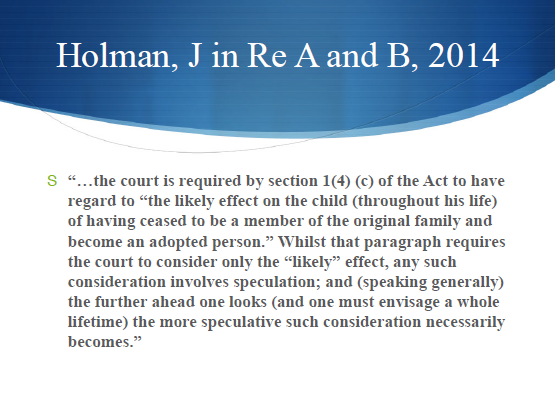 Holman, J in Re A and B, 2014
S “…the court is required by section 1(4) (c) of the Act to have
regard to “the likely effect on the child (throughout his life)
of having ceased to be a member of the original family and
become an adopted person.” Whilst that paragraph requires
the court to consider only the “likely” effect, any such
consideration involves speculation; and (speaking generally)
the further ahead one looks (and one must envisage a whole
lifetime) the more speculative such consideration necessarily
becomes.”